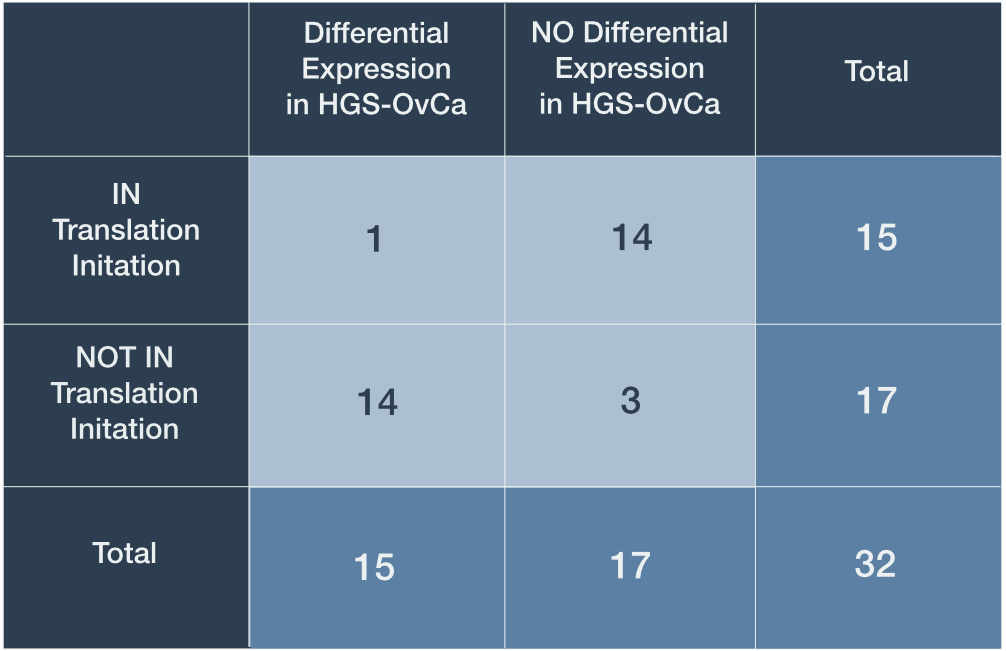 Differential
Expression
in HGS-OvCa
NO Differential
Expression
in HGS-OvCa
Total
IN
Translation
Initation
1
14
15
NOT IN
Translation
Initation
14
3
17
Total
15
17
32